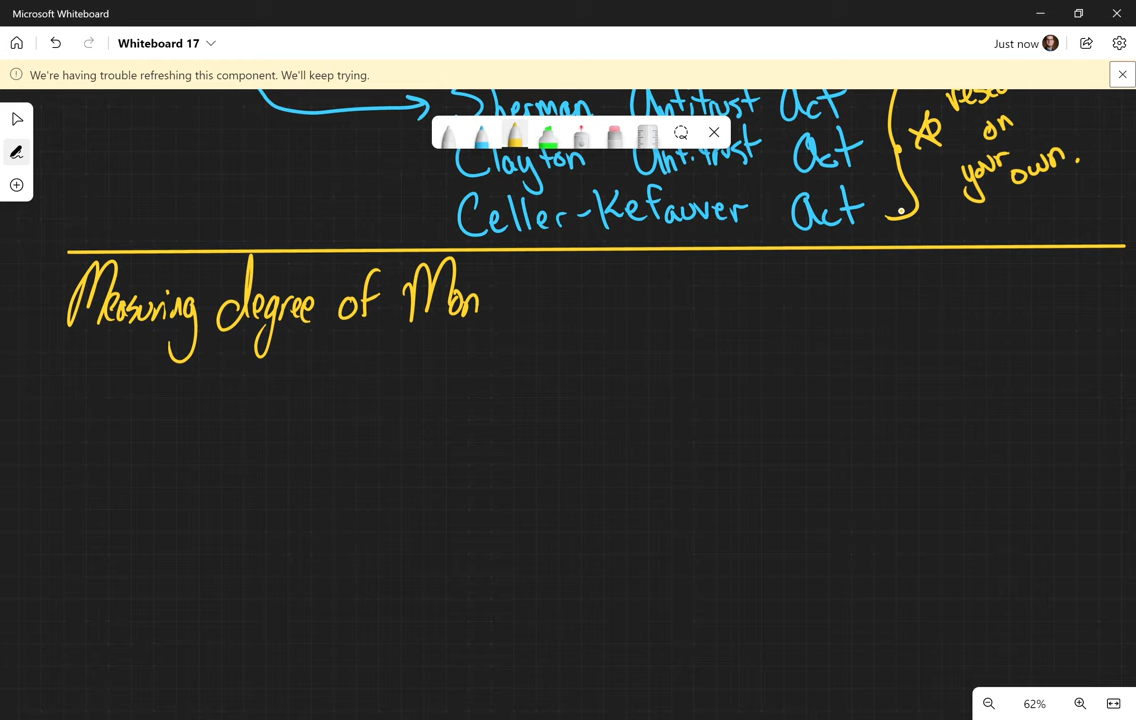 Microsoft Whiteboard
Whiteboard 17
Just now
We're having trouble refreshing this component. We'll keep trying.
Sherman Antitrust Act
Clayton Antitrust Act
Celler-Kefauver Act
on
your
own.
Measuring degree of Mon
62%